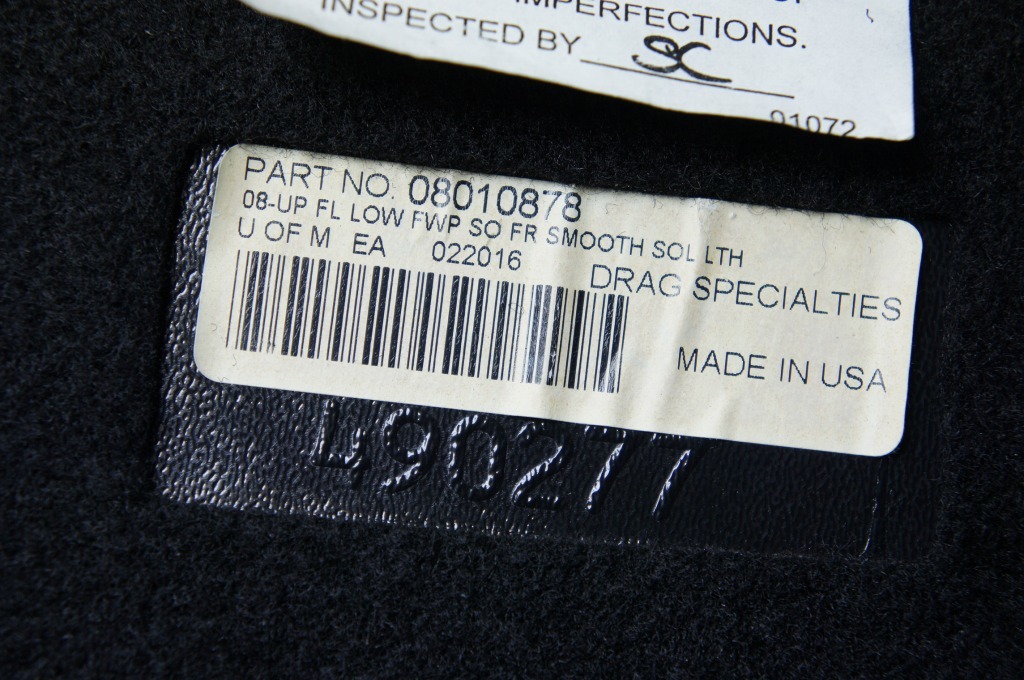 IMPERFECTIONS.
INSPECTED BY SC
91072
PART NO. 08010878
08-UP FL LOW FWP SO FR SMOOTH SOL LTH
U OF M EA 022016
DRAG SPECIALTIES
MADE IN USA
490277